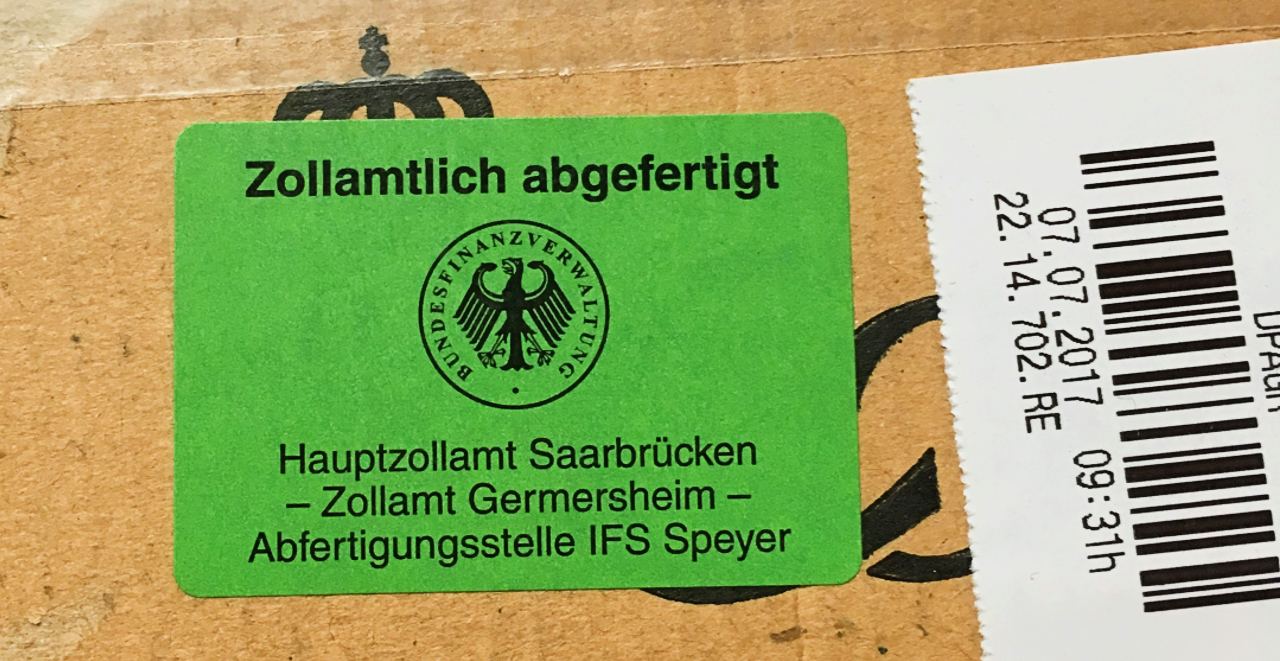 Zollamtlich abgefertigt
BUNDESFINANZVERWALTUNG
Hauptzollamt Saarbrücken
– Zollamt Germersheim –
Abfertigungsstelle IFS Speyer
07.07.2017 09:31h
22.14.702.RE